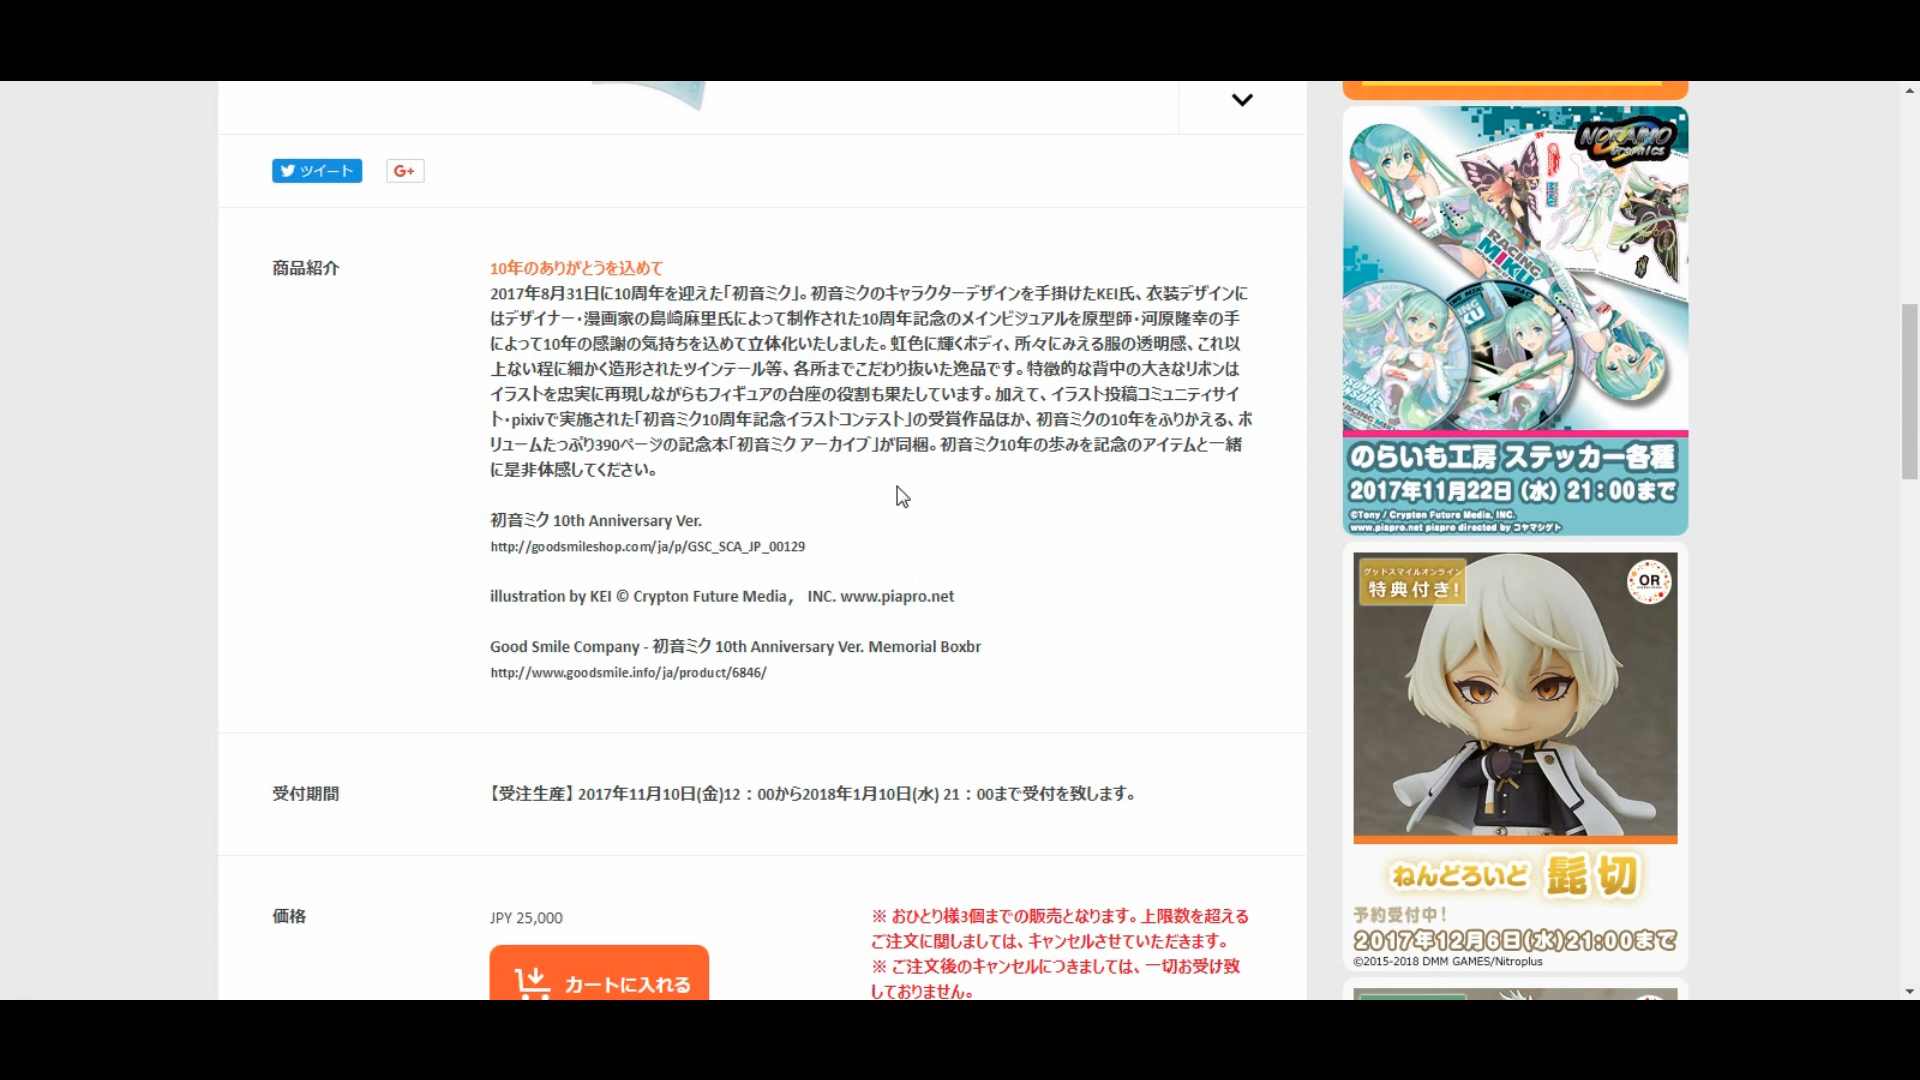 ツイート
G+
商品紹介
10年のありがとうを込めて
2017年8月31日に10周年を迎えた「初音ミク」。初音ミクのキャラクターデザインを手掛けたKEI氏、衣装デザインに
はデザイナー・漫画家の島崎麻里氏によって制作された10周年記念のメインビジュアルを原型師・河原隆幸の手
によって10年の感謝の気持ちを込めて立体化いたしました。虹色に輝くボディ、所々にみえる服の透明感、これ以
上ない程に細かく造形されたツインテール等、各所までこだわり抜いた逸品です。特徴的な背中の大きなリボンは
イラストを忠実に再現しながらもフィギュアの台座の役割も果たしています。加えて、イラスト投稿コミュニティサイ
ト・pixivで実施された「初音ミク10周年記念イラストコンテスト」の受賞作品ほか、初音ミクの10年をふりかえる、ボ
リュームたっぷり390ページの記念本「初音ミク アーカイブ」が同梱。初音ミク10年の歩みを記念のアイテムと一緒
に是非体感してください。
初音ミク 10th Anniversary Ver.
http://goodsmileshop.com/ja/p/GSC_SCA_JP_00129
illustration by KEI © Crypton Future Media， INC. www.piapro.net
Good Smile Company - 初音ミク 10th Anniversary Ver. Memorial Boxbr
http://www.goodsmile.info/ja/product/6846/
受付期間
【受注生産】 2017年11月10日(金)12：00から2018年1月10日(水) 21：00まで受付を致します。
価格
JPY 25,000
カートに入れる
※ おひとり様3個までの販売となります。上限数を超える
ご注文に関しましては、キャンセルさせていただきます。
※ ご注文後のキャンセルにつきましては、一切お受け致
しておりません。
NORAIMO
Graphics
RACING
MIKU
のらいも工房 ステッカー各種
2017年11月22日（水）21：00まで
©Tony / Crypton Future Media, INC.
www.piapro.net piapro directed by コヤマシゲト
グッドスマイルオンライン
特典付き!
OR
ねんどろいど 髭切
予約受付中!
2017年12月6日(水)21:00まで
©2015-2018 DMM GAMES/Nitroplus